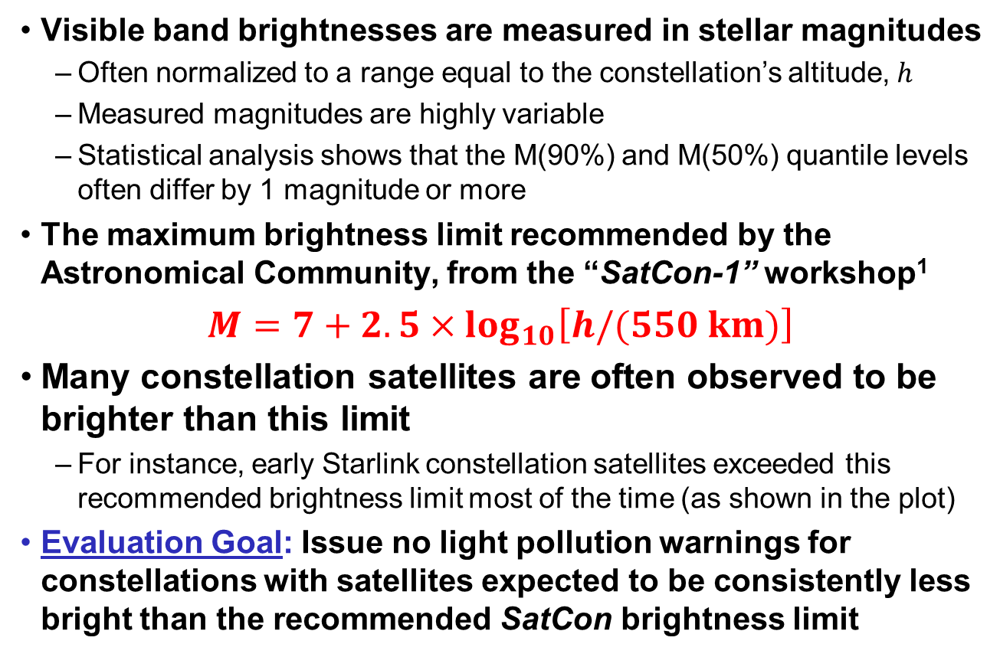 • Visible band brightnesses are measured in stellar magnitudes
– Often normalized to a range equal to the constellation’s altitude, ℎ
– Measured magnitudes are highly variable
– Statistical analysis shows that the M(90%) and M(50%) quantile levels
often differ by 1 magnitude or more
• The maximum brightness limit recommended by the
Astronomical Community, from the “SatCon-1” workshop¹
M = 7 + 2.5 × log₁₀[h/(550 km)]
• Many constellation satellites are often observed to be
brighter than this limit
– For instance, early Starlink constellation satellites exceeded this
recommended brightness limit most of the time (as shown in the plot)
• Evaluation Goal: Issue no light pollution warnings for
constellations with satellites expected to be consistently less
bright than the recommended SatCon brightness limit